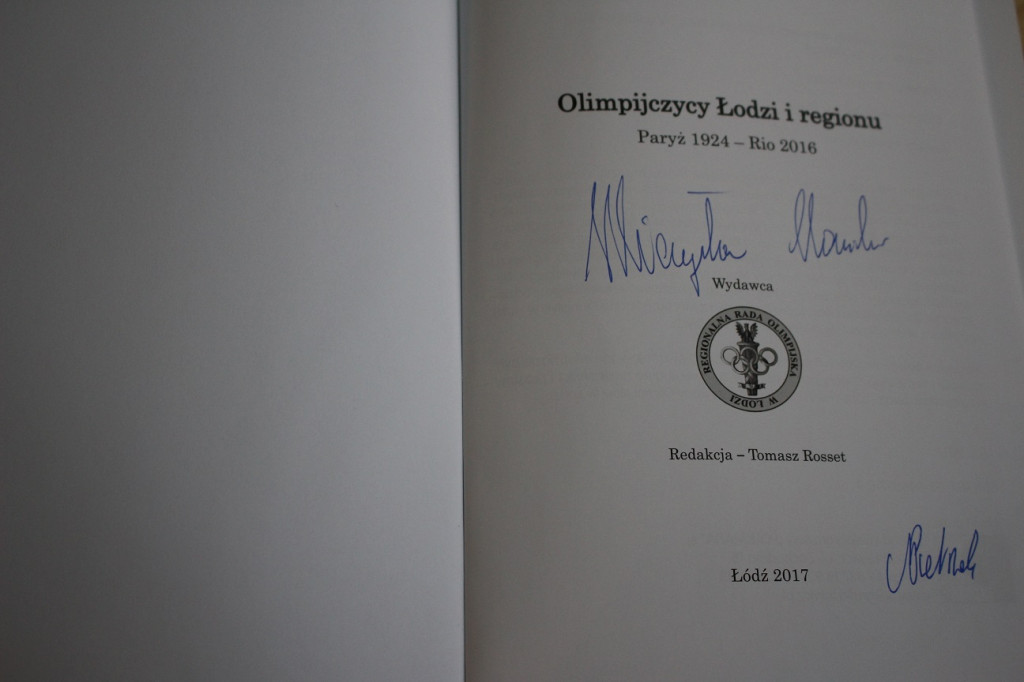 Olimpijczycy Łodzi i regionu
Paryż 1924 – Rio 2016
Wydawca
REGIONALNA RADA OLIMPIJSKA
W ŁODZI
Redakcja – Tomasz Rosset
Łódź 2017